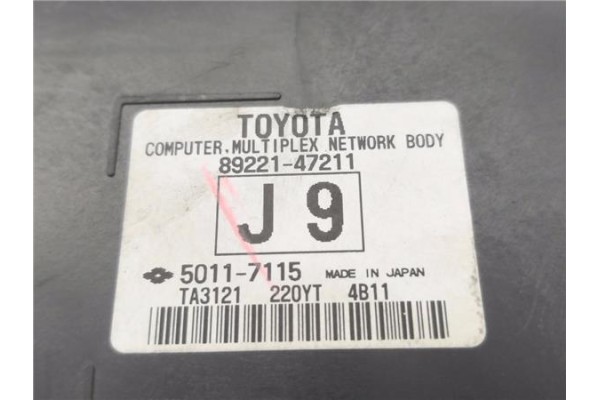 TOYOTA
COMPUTER, MULTIPLEX NETWORK BODY
89221-47211
J 9
5011-7115 MADE IN JAPAN
TA3121 220YT 4B11